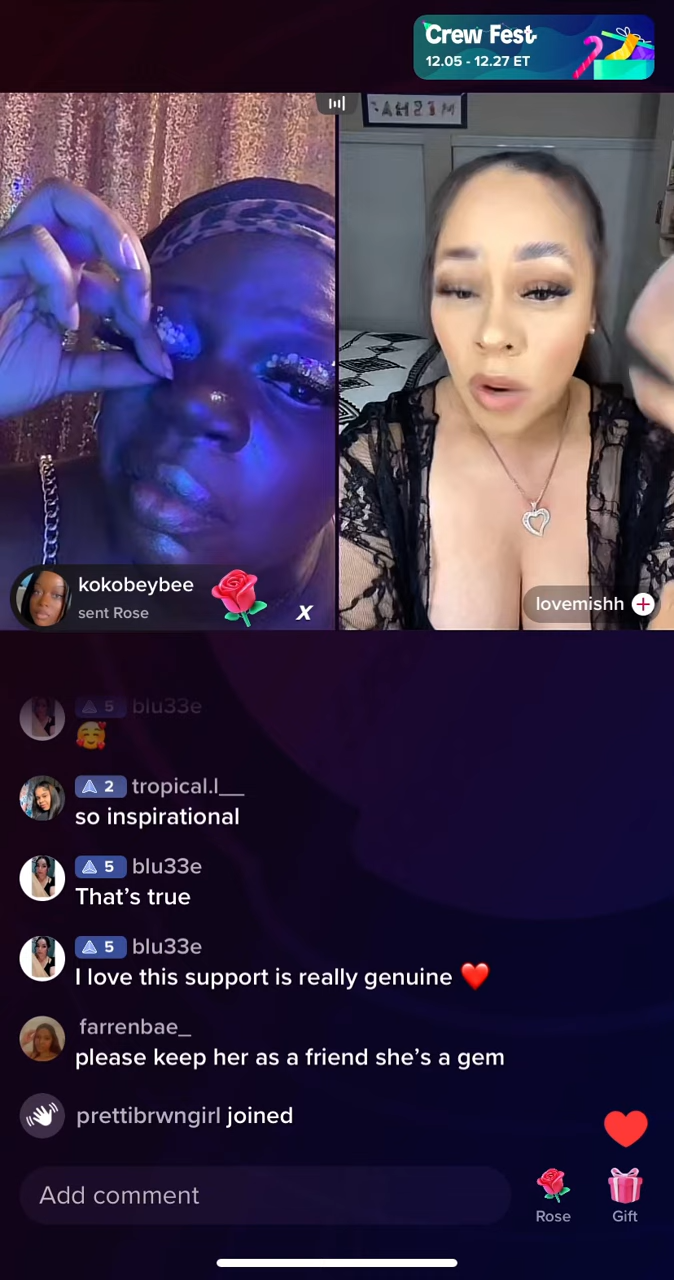 Crew Fest
12.05 - 12.27 ET
MISHA?
kokobeybee
sent Rose
X
lovemishh
5 blu33e
🥰
2 tropical.l__
so inspirational
5 blu33e
That's true
5 blu33e
I love this support is really genuine ❤️
farrenbae_
please keep her as a friend she's a gem
prettibrwngirl joined
Add comment
Rose
Gift